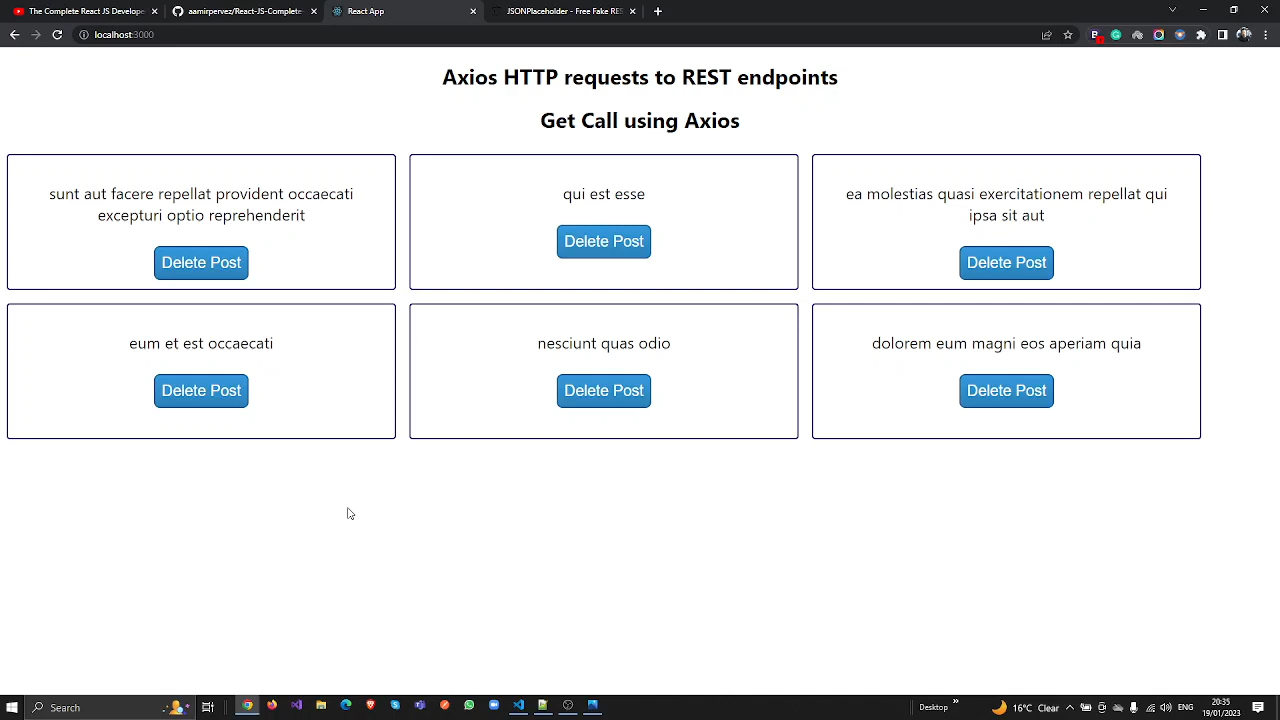 The Complete React JS Develope
aamirpervez/React-JS-Complete-
React App
JSONPlaceholder - Free Fake RES
localhost:3000
Axios HTTP requests to REST endpoints
Get Call using Axios
sunt aut facere repellat provident occaecati
excepturi optio reprehenderit
Delete Post
qui est esse
Delete Post
ea molestias quasi exercitationem repellat qui
ipsa sit aut
Delete Post
eum et est occaecati
Delete Post
nesciunt quas odio
Delete Post
dolorem eum magni eos aperiam quia
Delete Post
Search
Desktop
16°C Clear
ENG
20:35
19/01/2023